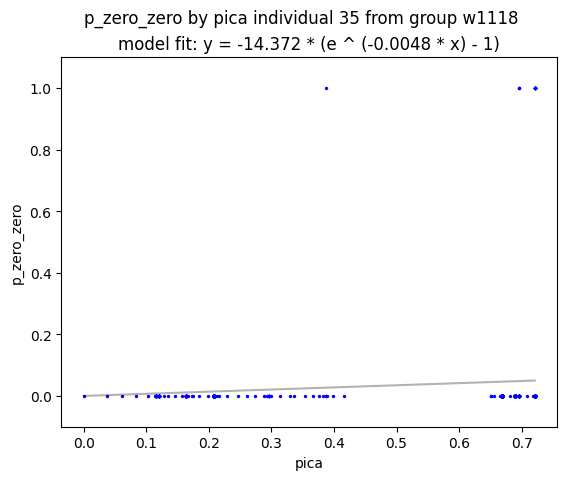 p_zero_zero by pica individual 35 from group w1118
model fit: y = -14.372 * (e ^ (-0.0048 * x) - 1)
1.0
0.8
0.6
0.4
0.2
0.0
p_zero_zero
0.0 0.1 0.2 0.3 0.4 0.5 0.6 0.7
pica